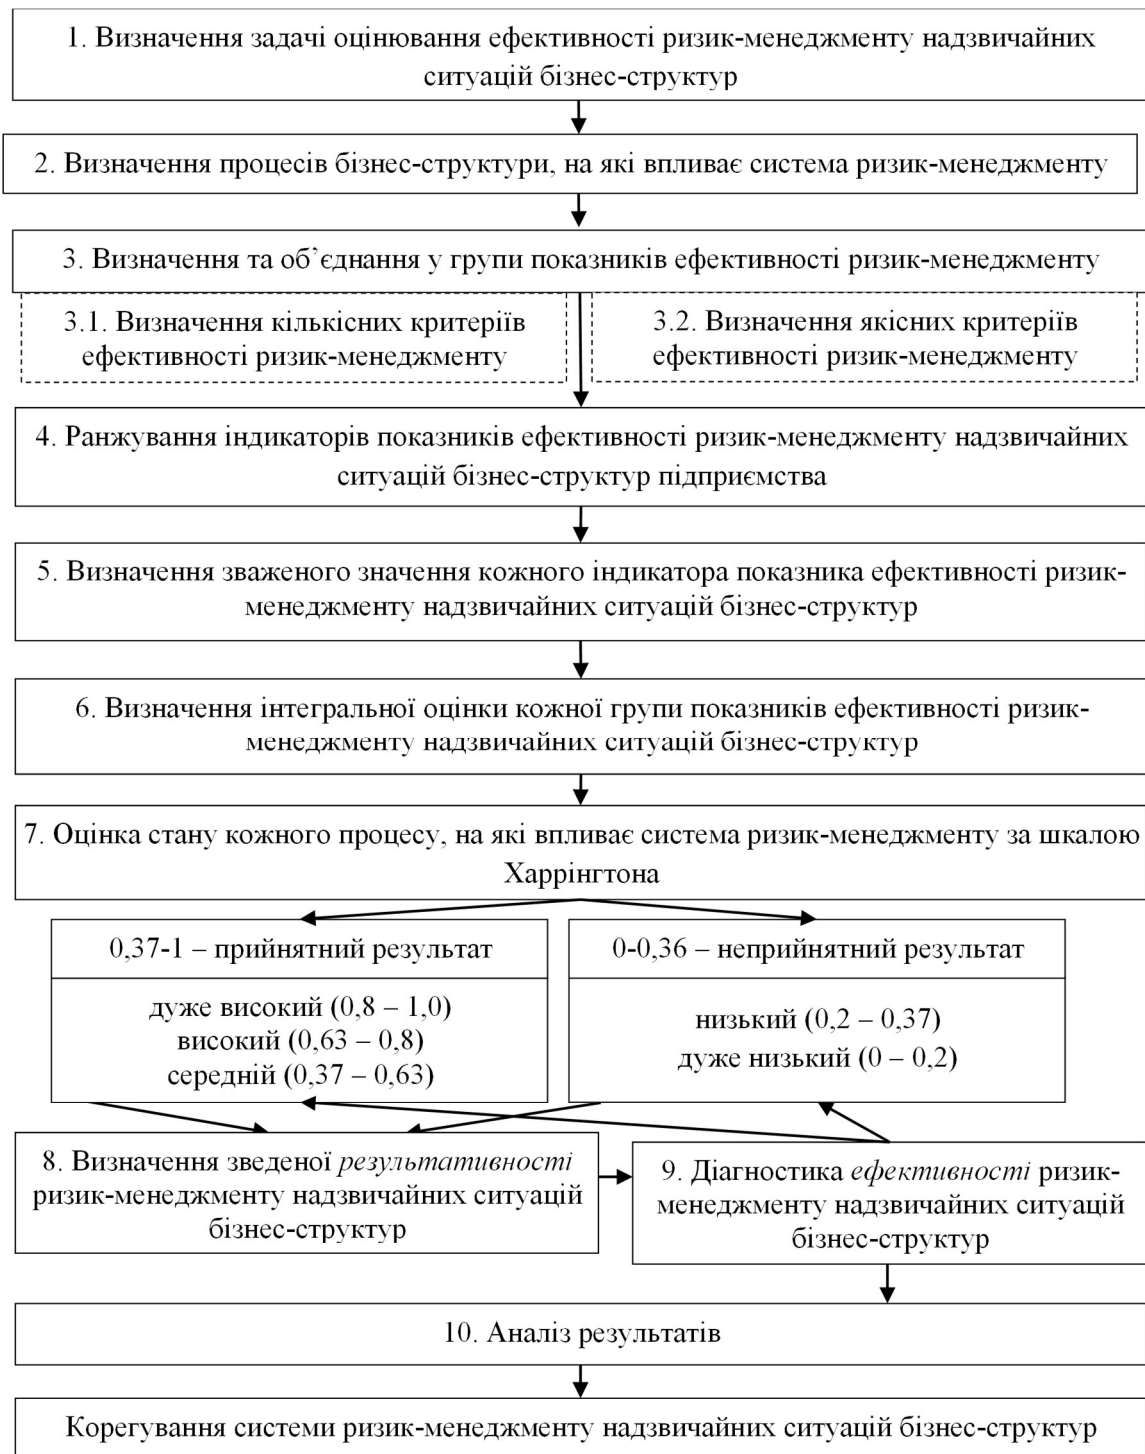 1. Визначення задачі оцінювання ефективності ризик-менеджменту надзвичайних
ситуацій бізнес-структур
2. Визначення процесів бізнес-структури, на які впливає система ризик-менеджменту
3. Визначення та об’єднання у групи показників ефективності ризик-менеджменту
3.1. Визначення кількісних критеріїв
ефективності ризик-менеджменту
3.2. Визначення якісних критеріїв
ефективності ризик-менеджменту
4. Ранжування індикаторів показників ефективності ризик-менеджменту надзвичайних
ситуацій бізнес-структур підприємства
5. Визначення зваженого значення кожного індикатора показника ефективності ризик-
менеджменту надзвичайних ситуацій бізнес-структур
6. Визначення інтегральної оцінки кожної групи показників ефективності ризик-
менеджменту надзвичайних ситуацій бізнес-структур
7. Оцінка стану кожного процесу, на які впливає система ризик-менеджменту за шкалою
Харрінгтона
0,37-1 – прийнятний результат
дуже високий (0,8 – 1,0)
високий (0,63 – 0,8)
середній (0,37 – 0,63)
0-0,36 – неприйнятний результат
низький (0,2 – 0,37)
дуже низький (0 – 0,2)
8. Визначення зведеної результативності
ризик-менеджменту надзвичайних ситуацій
бізнес-структур
9. Діагностика ефективності ризик-
менеджменту надзвичайних ситуацій
бізнес-структур
10. Аналіз результатів
Корегування системи ризик-менеджменту надзвичайних ситуацій бізнес-структур